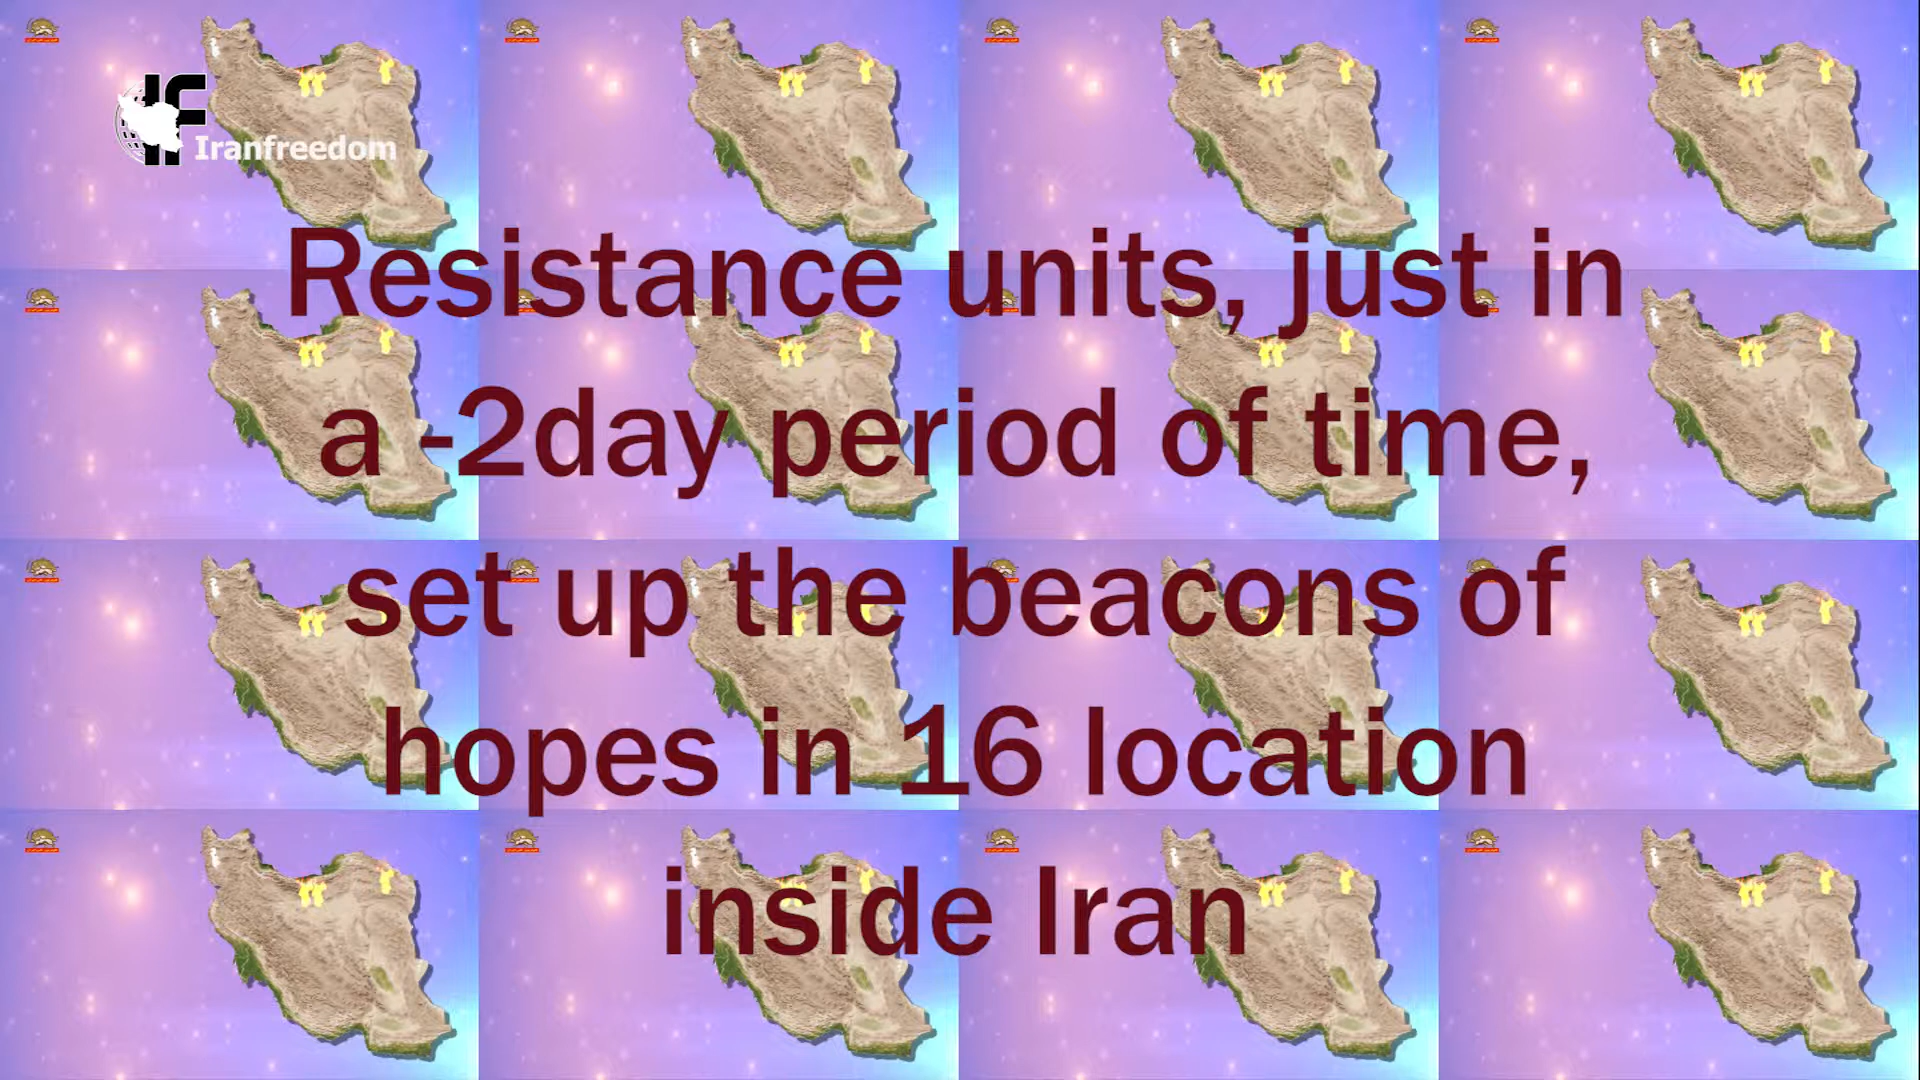 IF
Iranfreedom
Resistance units, just in
a -2day period of time,
set up the beacons of
hopes in 16 location
inside Iran